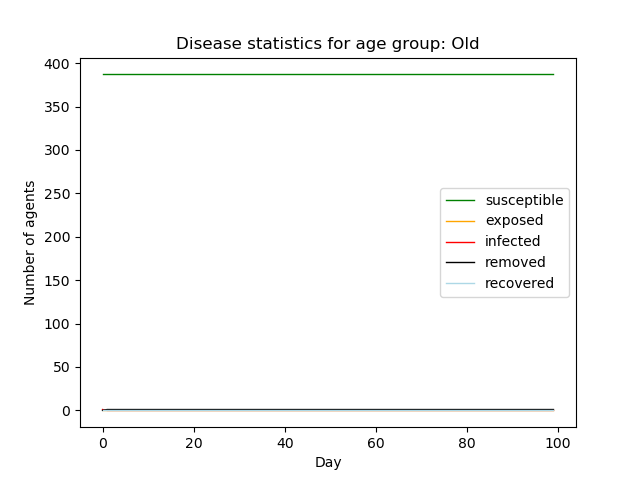 Disease statistics for age group: Old
400
350
300
250
200
150
100
50
0
Number of agents
susceptible
exposed
infected
removed
recovered
0 20 40 60 80 100
Day